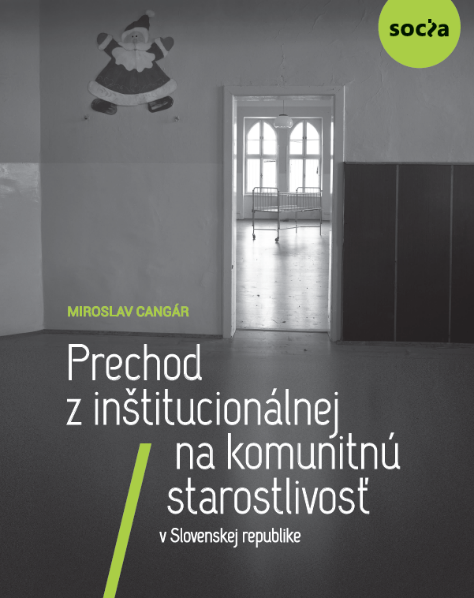 socia
MIROSLAV CANGÁR
Prechod
z inštitucionálnej
na komunitnú
starostlivosť
v Slovenskej republike